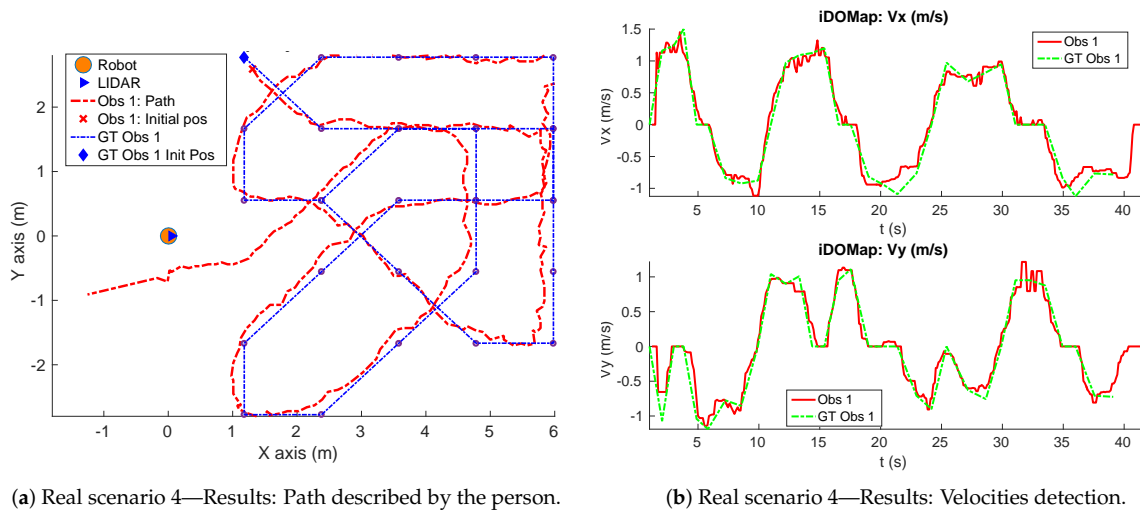 Robot
LIDAR
Obs 1: Path
Obs 1: Initial pos
GT Obs 1
GT Obs 1 Init Pos
2
1
0
-1
-2
Y axis (m)
-1 0 1 2 3 4 5 6
X axis (m)
(a) Real scenario 4—Results: Path described by the person.
iDOMap: Vx (m/s)
Obs 1
GT Obs 1
1.5
1
0.5
0
-0.5
-1
Vx (m/s)
5 10 15 20 25 30 35 40
t (s)
iDOMap: Vy (m/s)
1
0.5
0
-0.5
-1
Vy (m/s)
Obs 1
GT Obs 1
5 10 15 20 25 30 35 40
t (s)
(b) Real scenario 4—Results: Velocities detection.